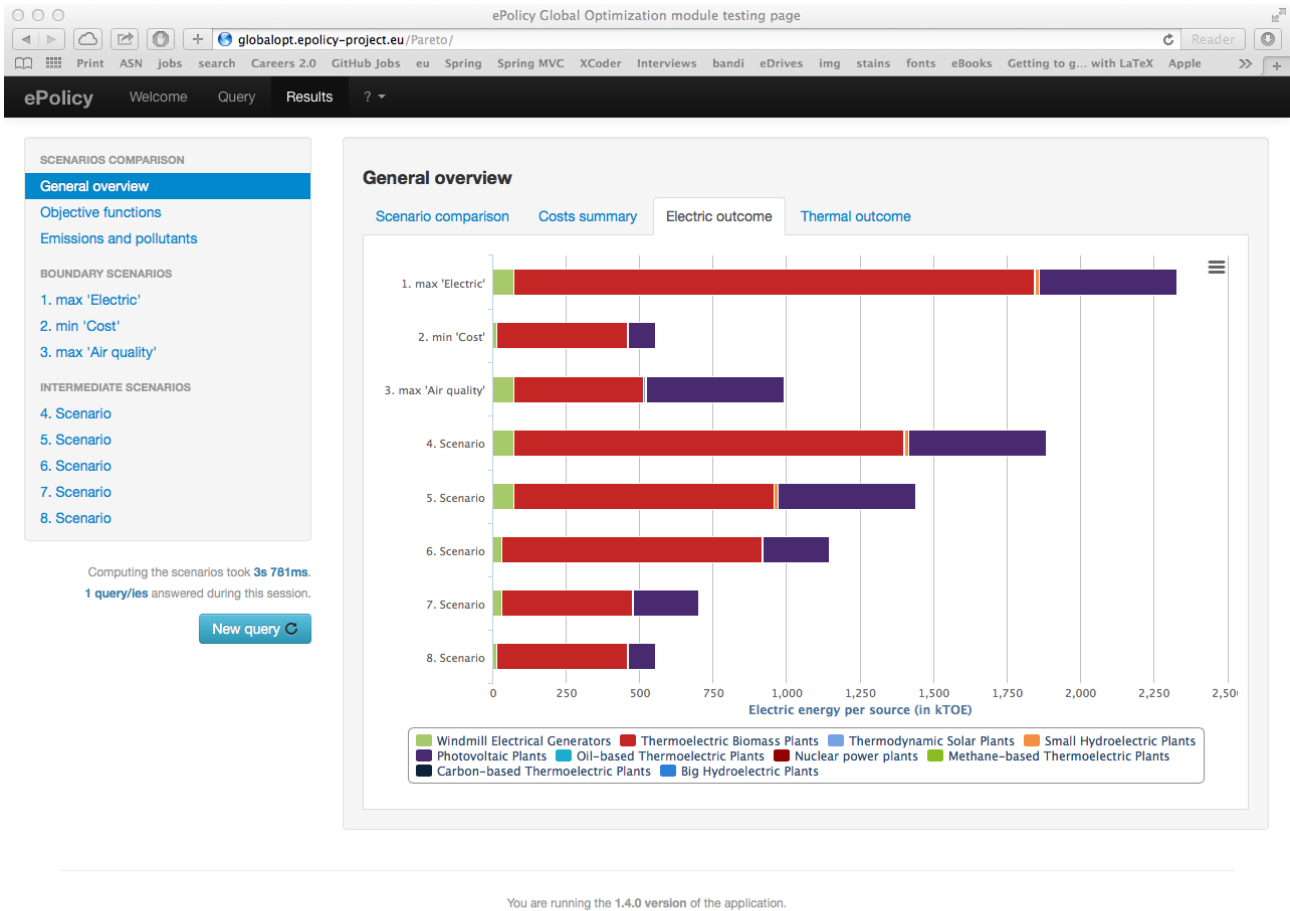 ePolicy Global Optimization module testing page
globalopt.epolicy-project.eu/Pareto/
Reader
Print ASN jobs search Careers 2.0 GitHub Jobs eu Spring Spring MVC XCoder Interviews bandi eDrives img stains fonts eBooks Getting to g... with LaTeX Apple
ePolicy Welcome Query Results ?
SCENARIOS COMPARISON
General overview
Objective functions
Emissions and pollutants
BOUNDARY SCENARIOS
1. max 'Electric'
2. min 'Cost'
3. max 'Air quality'
INTERMEDIATE SCENARIOS
4. Scenario
5. Scenario
6. Scenario
7. Scenario
8. Scenario
Computing the scenarios took 3s 781ms.
1 query/ies answered during this session.
New query
General overview
Scenario comparison Costs summary Electric outcome Thermal outcome
1. max 'Electric'
2. min 'Cost'
3. max 'Air quality'
4. Scenario
5. Scenario
6. Scenario
7. Scenario
8. Scenario
0 250 500 750 1,000 1,250 1,500 1,750 2,000 2,250 2,50
Electric energy per source (in kTOE)
Windmill Electrical Generators Thermoelectric Biomass Plants Thermodynamic Solar Plants Small Hydroelectric Plants
Photovoltaic Plants Oil-based Thermoelectric Plants Nuclear power plants Methane-based Thermoelectric Plants
Carbon-based Thermoelectric Plants Big Hydroelectric Plants
You are running the 1.4.0 version of the application.